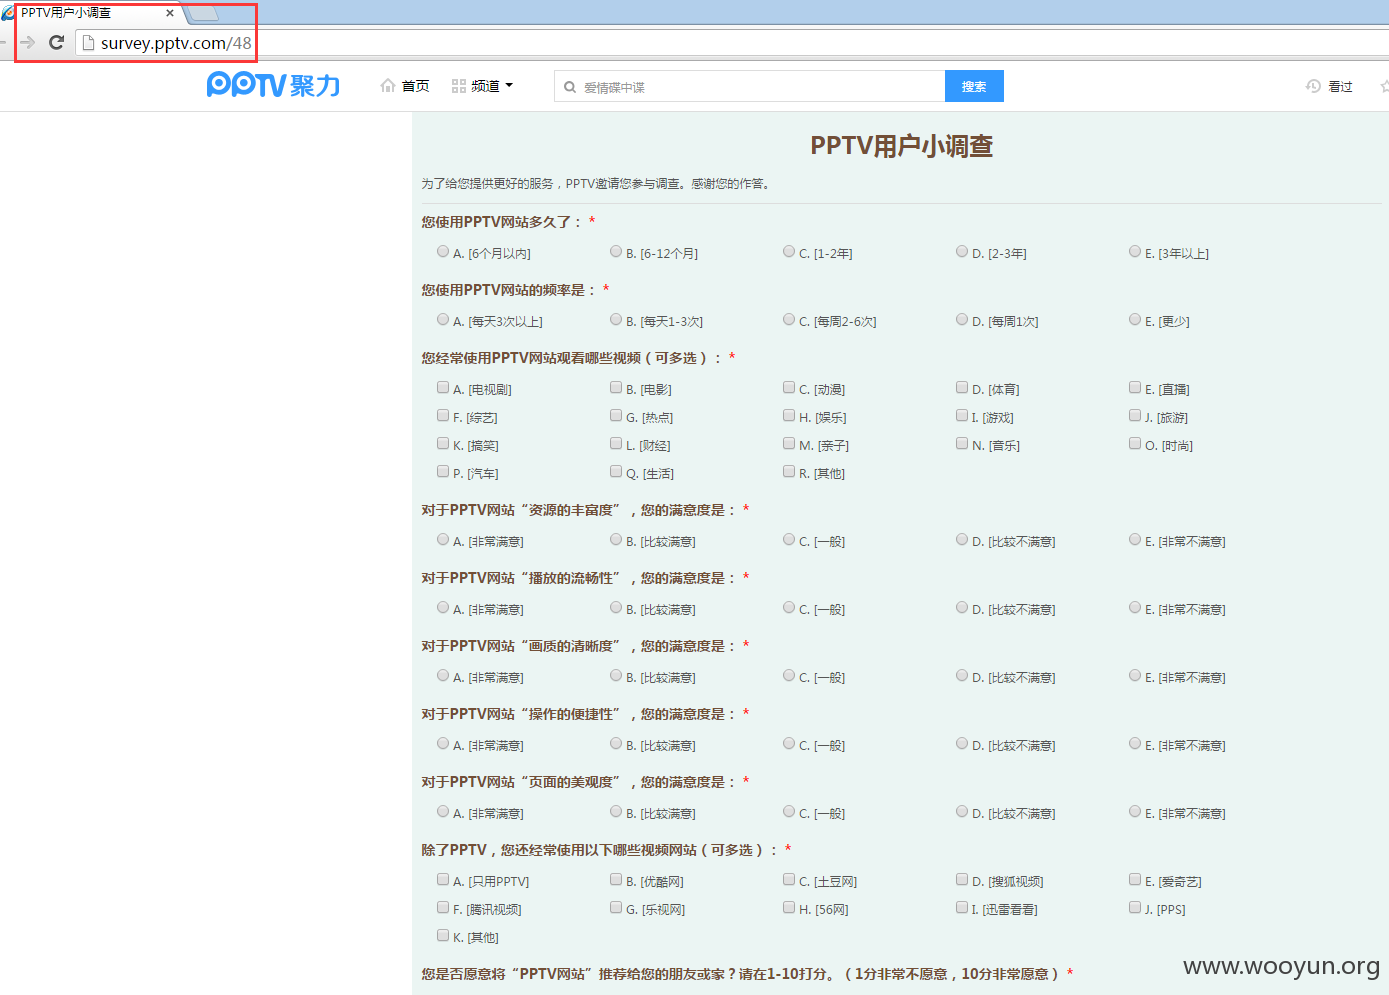 PPTV用户小调查 ×
survey.pptv.com/48
PPTV聚力 首页 频道 爱情碟中谍 搜索 看过
PPTV用户小调查
为了给您提供更好的服务，PPTV邀请您参与调查。感谢您的作答。
您使用PPTV网站多久了： *
A. [6个月以内] B. [6-12个月] C. [1-2年] D. [2-3年] E. [3年以上]
您使用PPTV网站的频率是： *
A. [每天3次以上] B. [每天1-3次] C. [每周2-6次] D. [每周1次] E. [更少]
您经常使用PPTV网站观看哪些视频（可多选）： *
A. [电视剧] B. [电影] C. [动漫] D. [体育] E. [直播]
F. [综艺] G. [热点] H. [娱乐] I. [游戏] J. [旅游]
K. [搞笑] L. [财经] M. [亲子] N. [音乐] O. [时尚]
P. [汽车] Q. [生活] R. [其他]
对于PPTV网站“资源的丰富度”，您的满意度是： *
A. [非常满意] B. [比较满意] C. [一般] D. [比较不满意] E. [非常不满意]
对于PPTV网站“播放的流畅性”，您的满意度是： *
A. [非常满意] B. [比较满意] C. [一般] D. [比较不满意] E. [非常不满意]
对于PPTV网站“画质的清晰度”，您的满意度是： *
A. [非常满意] B. [比较满意] C. [一般] D. [比较不满意] E. [非常不满意]
对于PPTV网站“操作的便捷性”，您的满意度是： *
A. [非常满意] B. [比较满意] C. [一般] D. [比较不满意] E. [非常不满意]
对于PPTV网站“页面的美观度”，您的满意度是： *
A. [非常满意] B. [比较满意] C. [一般] D. [比较不满意] E. [非常不满意]
除了PPTV，您还经常使用以下哪些视频网站（可多选）： *
A. [只用PPTV] B. [优酷网] C. [土豆网] D. [搜狐视频] E. [爱奇艺]
F. [腾讯视频] G. [乐视网] H. [56网] I. [迅雷看看] J. [PPS]
K. [其他]
您是否愿意将“PPTV网站”推荐给您的朋友或家？请在1-10打分。（1分非常不愿意，10分非常愿意） *
www.wooyun.org